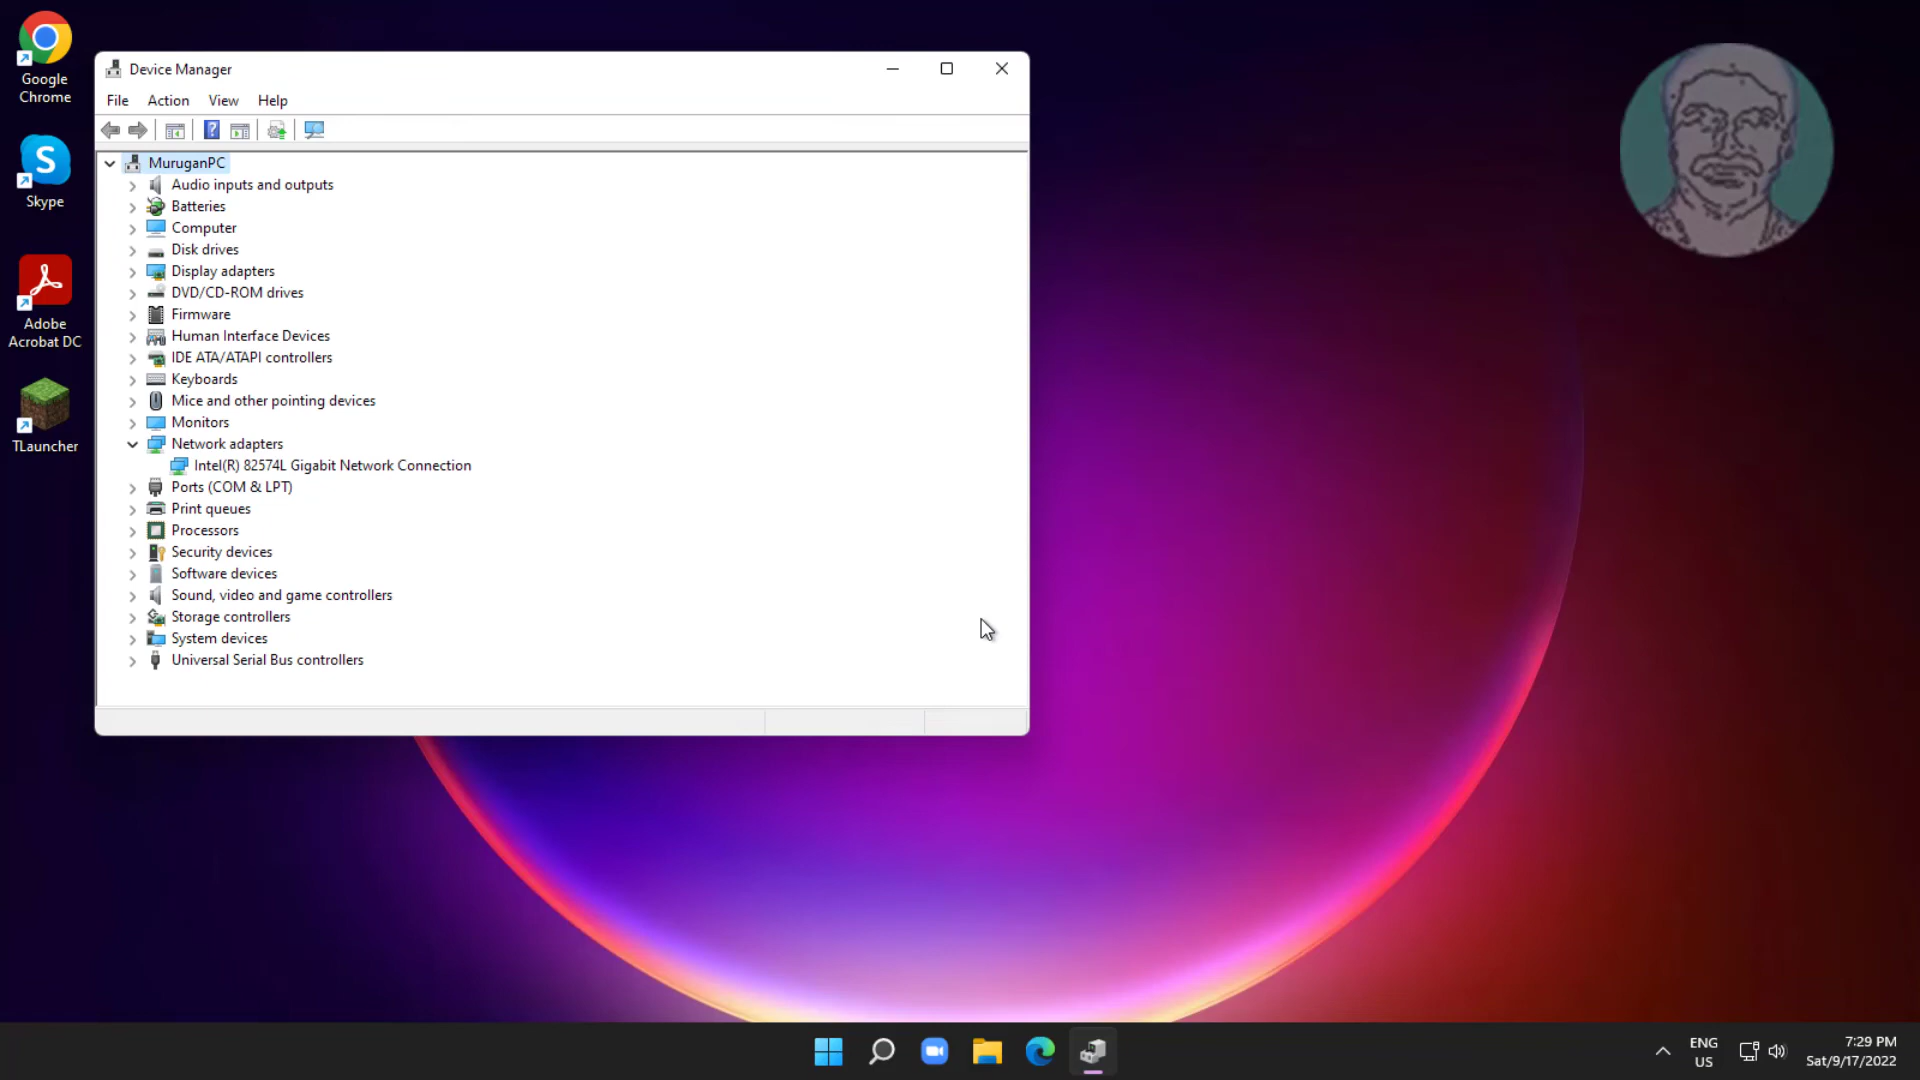 Google
Chrome
Skype
Adobe
Acrobat DC
TLauncher
Device Manager
File Action View Help
MuruganPC
Audio inputs and outputs
Batteries
Computer
Disk drives
Display adapters
DVD/CD-ROM drives
Firmware
Human Interface Devices
IDE ATA/ATAPI controllers
Keyboards
Mice and other pointing devices
Monitors
Network adapters
Intel(R) 82574L Gigabit Network Connection
Ports (COM & LPT)
Print queues
Processors
Security devices
Software devices
Sound, video and game controllers
Storage controllers
System devices
Universal Serial Bus controllers
ENG
US
7:29 PM
Sat/9/17/2022